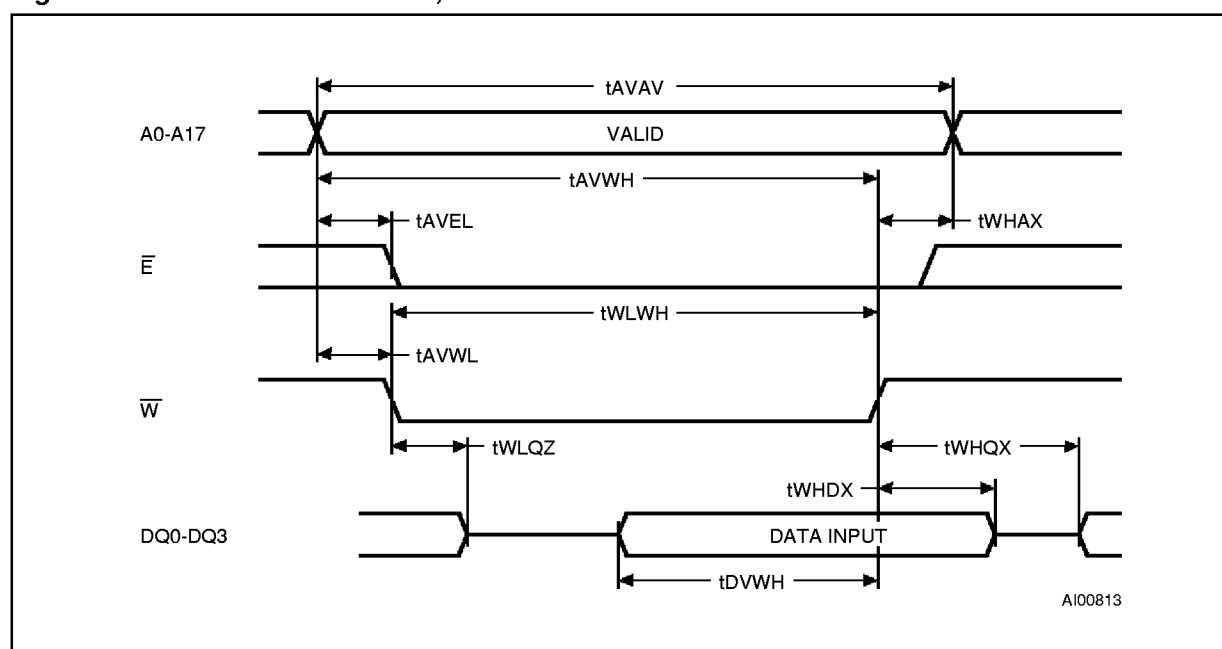 tAVAV
A0-A17
VALID
tAVWH
tAVEL
tWHAX
E̅
tWLWH
tAVWL
W̅
tWLQZ
tWHQX
tWHDX
DQ0-DQ3
DATA INPUT
tDVWH
AI00813